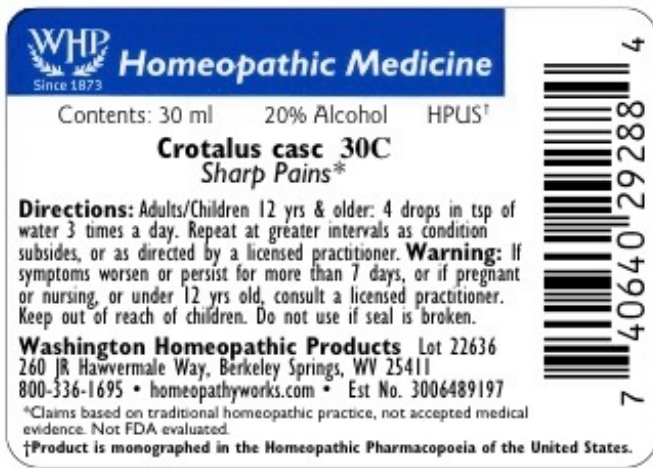 WHP
Since 1873
Homeopathic Medicine
Contents: 30 ml 20% Alcohol HPUS†
Crotalus casc 30C
Sharp Pains*
Directions: Adults/Children 12 yrs & older: 4 drops in tsp of
water 3 times a day. Repeat at greater intervals as condition
subsides, or as directed by a licensed practitioner. Warning: If
symptoms worsen or persist for more than 7 days, or if pregnant
or nursing, or under 12 yrs old, consult a licensed practitioner.
Keep out of reach of children. Do not use if seal is broken.
Washington Homeopathic Products Lot 22636
260 JR Hawvermale Way, Berkeley Springs, WV 25411
800-336-1695 • homeopathyworks.com • Est No. 3006489197
*Claims based on traditional homeopathic practice, not accepted medical
evidence. Not FDA evaluated.
†Product is monographed in the Homeopathic Pharmacopoeia of the United States.
7 40640 29288 4